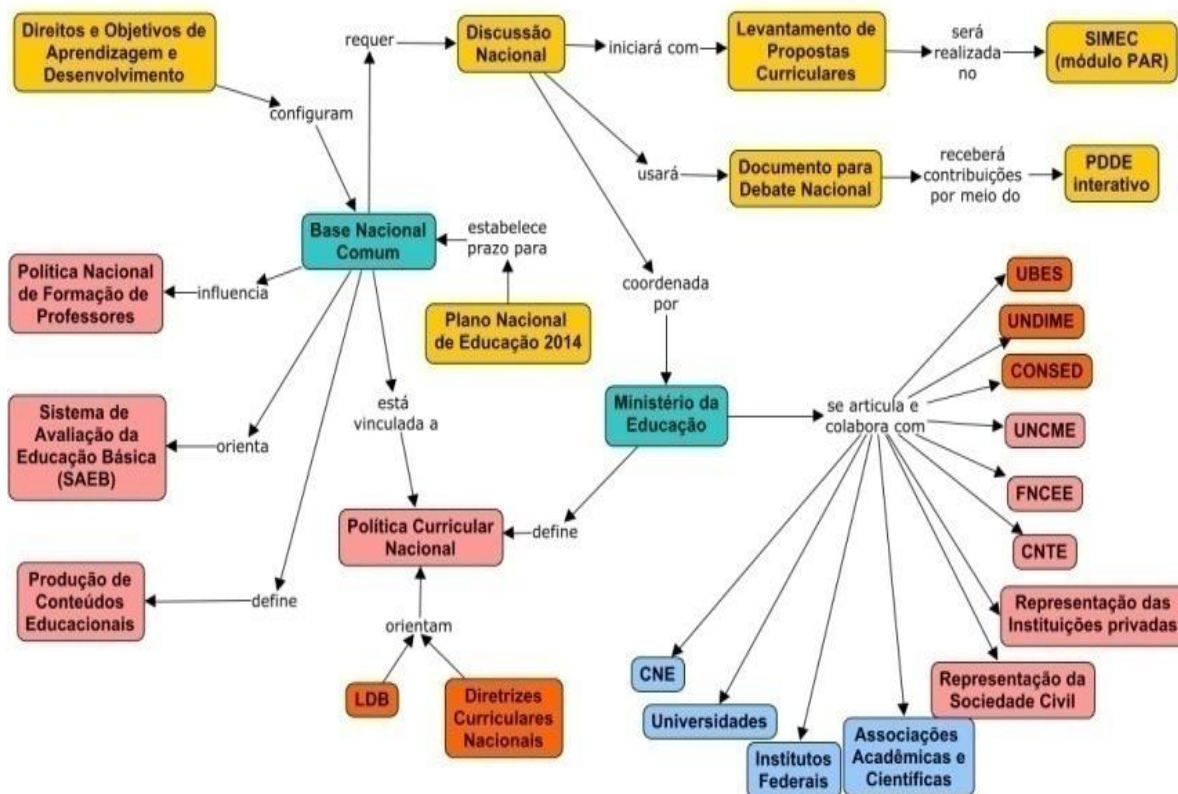 Direitos e Objetivos de
Aprendizagem e
Desenvolvimento
configuram
requer
Discussão
Nacional
iniciará com
Levantamento de
Propostas
Curriculares
será
realizada
no
SIMEC
(módulo PAR)
usará
Documento para
Debate Nacional
receberá
contribuições
por meio do
PDDE
interativo
Base Nacional
Comum
estabelece
prazo para
Plano Nacional
de Educação 2014
coordenada
por
Política Nacional
de Formação de
Professores
influencia
Sistema de
Avaliação da
Educação Básica
(SAEB)
orienta
está
vinculada a
Ministério da
Educação
se articula e
colabora com
UBES
UNDIME
CONSED
UNCME
FNCEE
CNTE
Representação das
Instituições privadas
Representação da
Sociedade Civil
Associações
Acadêmicas e
Científicas
Institutos
Federais
Universidades
CNE
Política Curricular
Nacional
define
Produção de
Conteúdos
Educacionais
define
orientam
LDB
Diretrizes
Curriculares
Nacionais